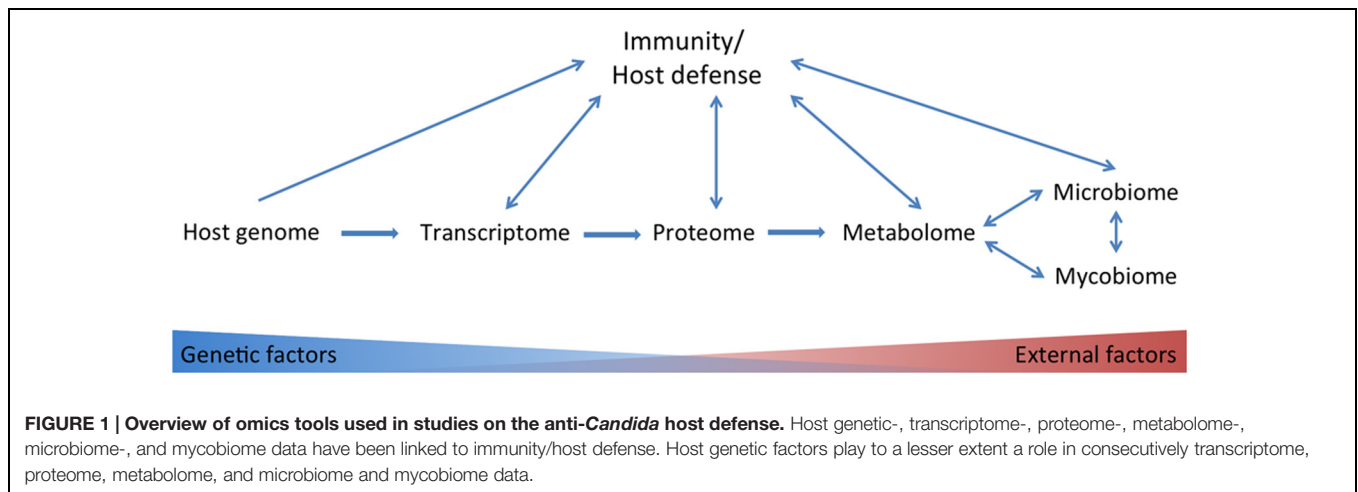 Immunity/
Host defense
Host genome
Transcriptome
Proteome
Metabolome
Microbiome
Mycobiome
Genetic factors
External factors
FIGURE 1 | Overview of omics tools used in studies on the anti-Candida host defense. Host genetic-, transcriptome-, proteome-, metabolome-,
microbiome-, and mycobiome data have been linked to immunity/host defense. Host genetic factors play to a lesser extent a role in consecutively transcriptome,
proteome, metabolome, and microbiome and mycobiome data.